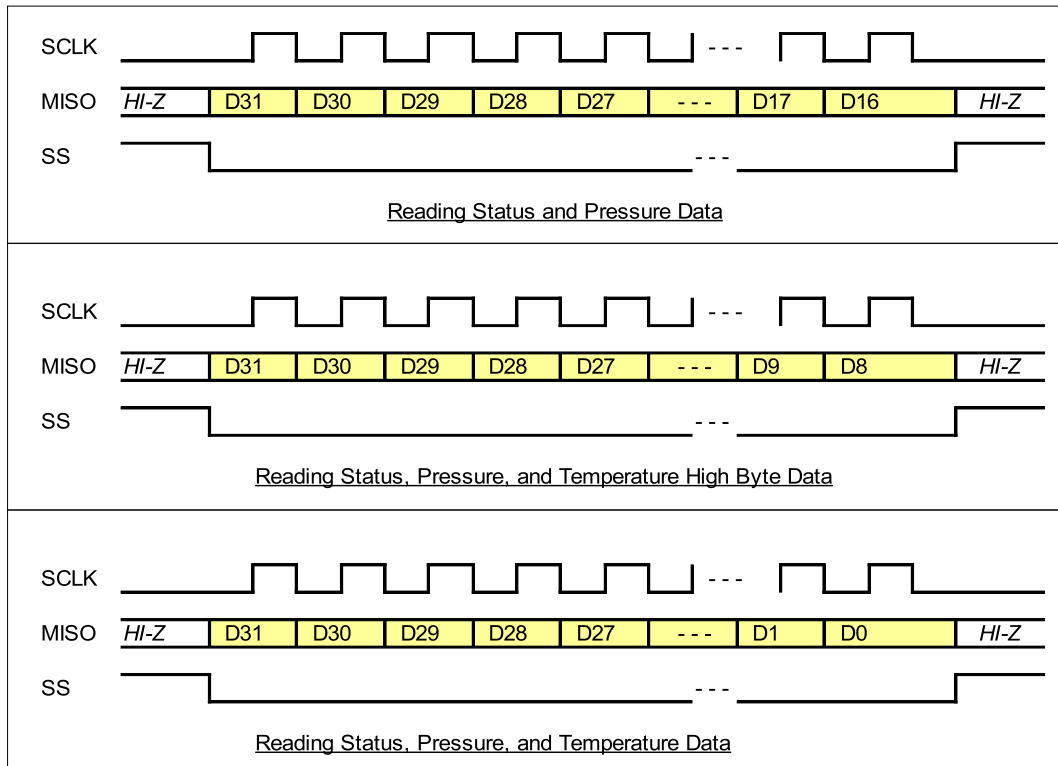 SCLK - - -
MISO HI-Z D31 D30 D29 D28 D27 - - - D17 D16 HI-Z
SS - - -
Reading Status and Pressure Data
SCLK - - -
MISO HI-Z D31 D30 D29 D28 D27 - - - D9 D8 HI-Z
SS - - -
Reading Status, Pressure, and Temperature High Byte Data
SCLK - - -
MISO HI-Z D31 D30 D29 D28 D27 - - - D1 D0 HI-Z
SS - - -
Reading Status, Pressure, and Temperature Data